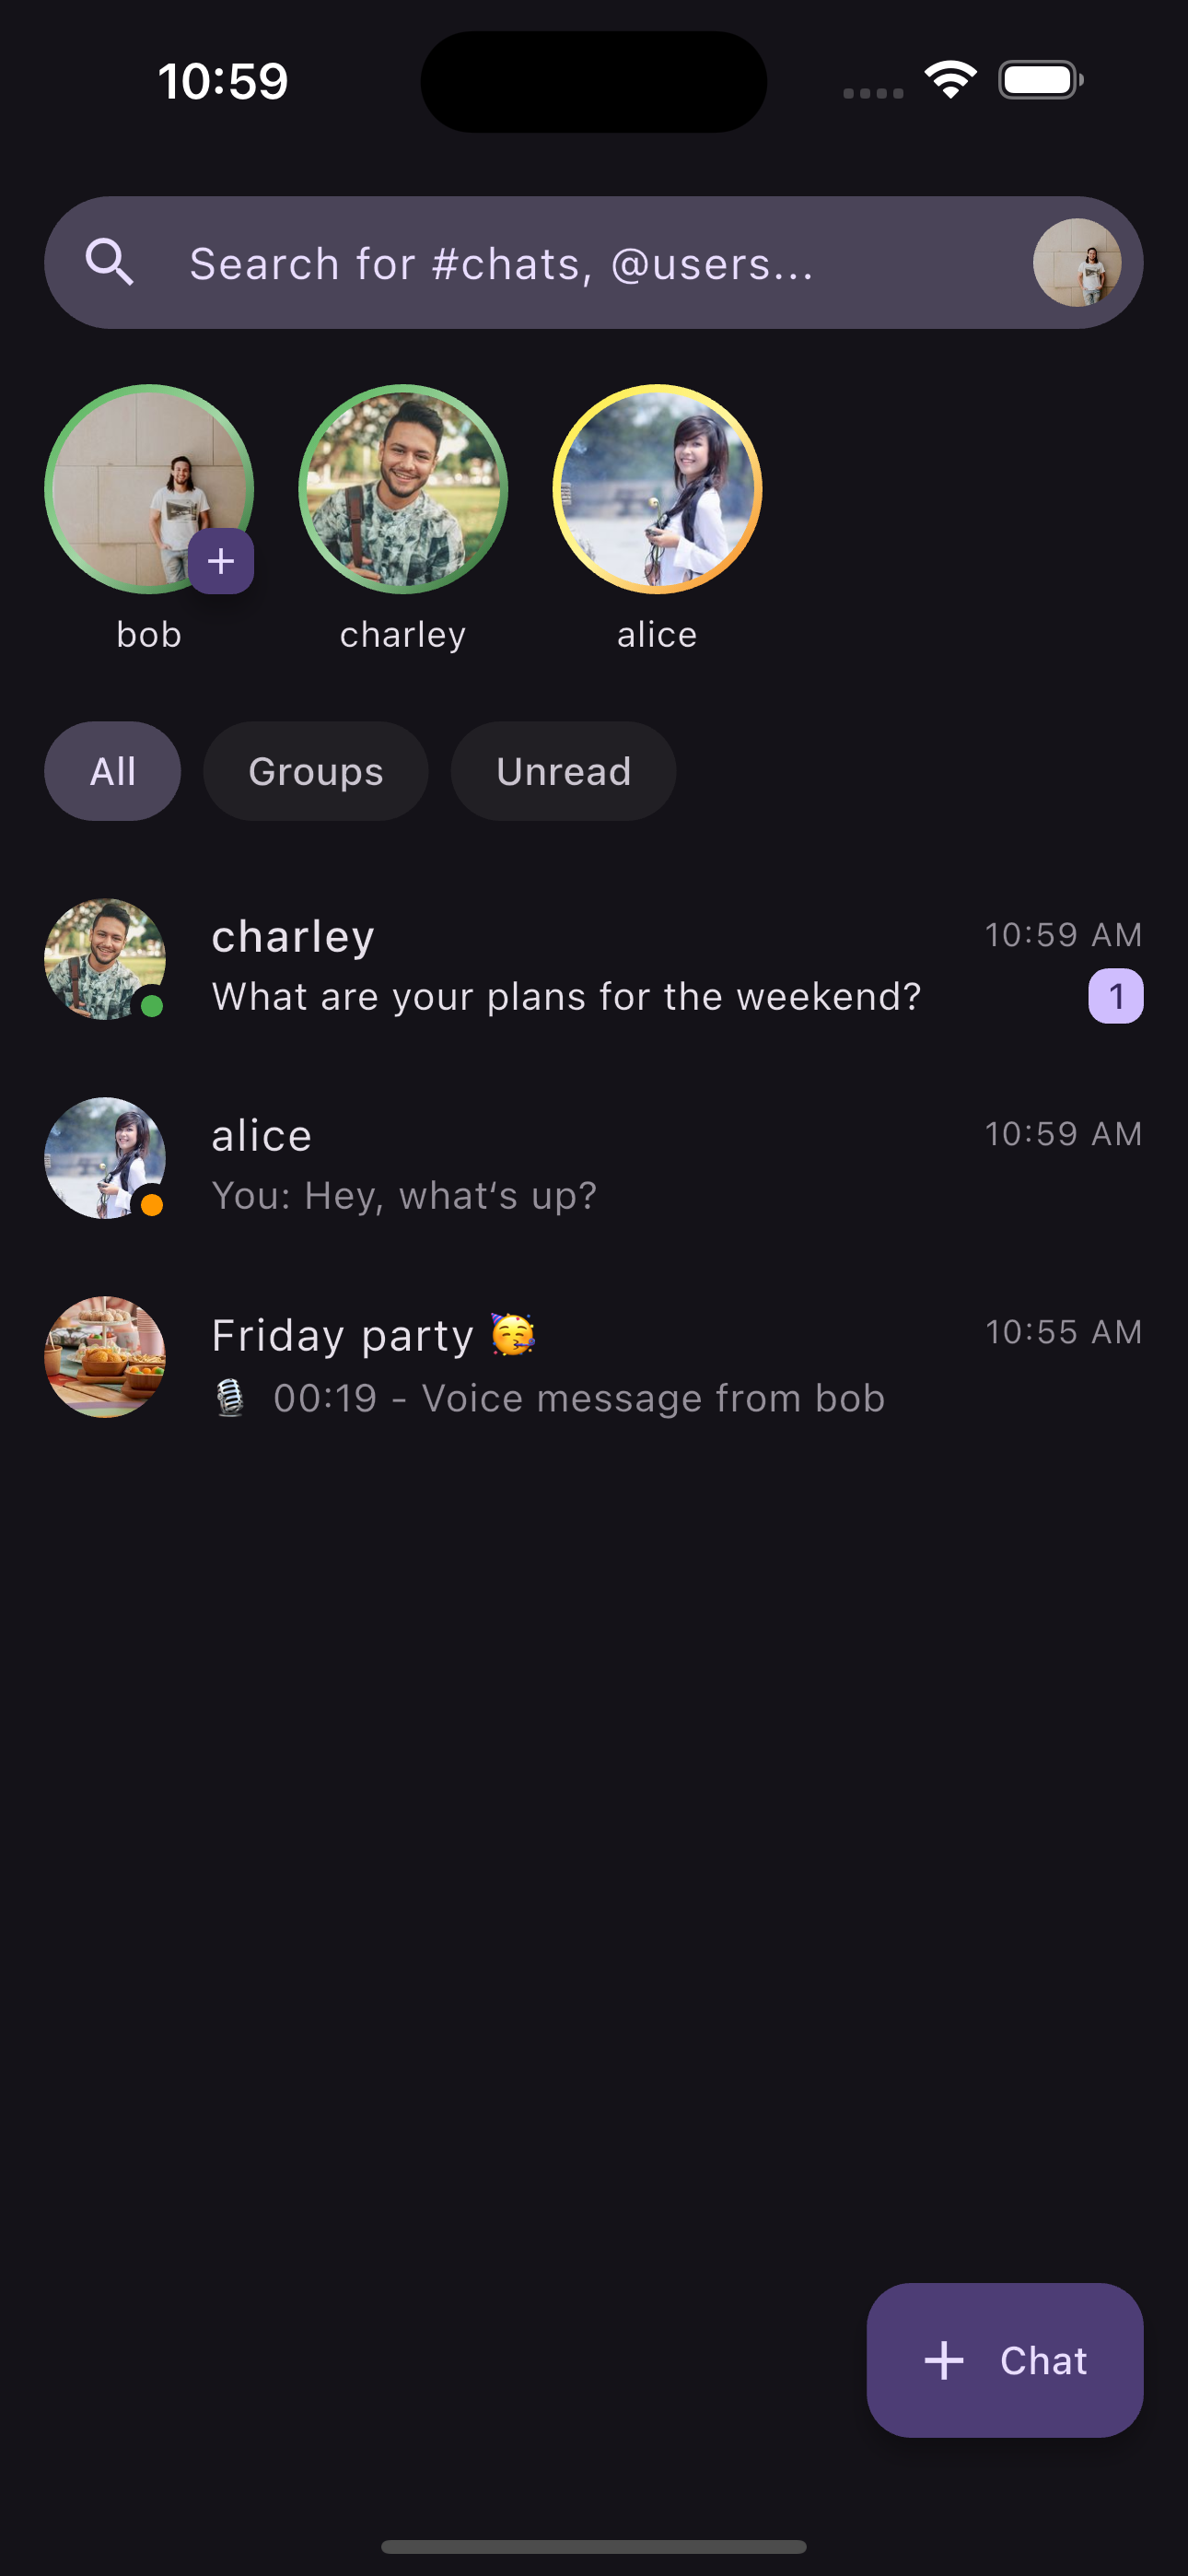 10:59
Search for #chats, @users...
bob
charley
alice
All
Groups
Unread
charley
10:59 AM
What are your plans for the weekend?
1
alice
10:59 AM
You: Hey, what‘s up?
Friday party 🥳
10:55 AM
🎙️ 00:19 - Voice message from bob
+ Chat